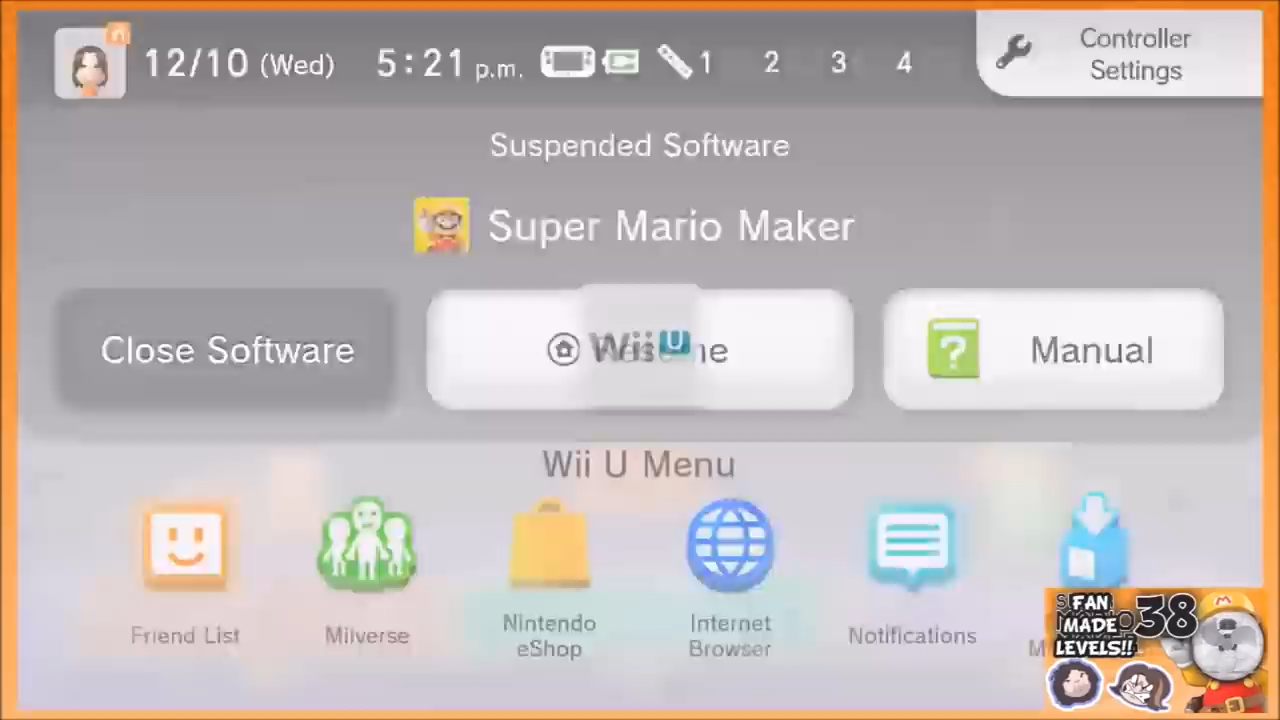 12/10 (Wed) 5:21 p.m. 1 2 3 4
Controller
Settings
Suspended Software
Super Mario Maker
Close Software
Wii U
? Manual
Wii U Menu
Friend List
Miiverse
Nintendo
eShop
Internet
Browser
Notifications
FAN
MADE
LEVELS!!
38
M